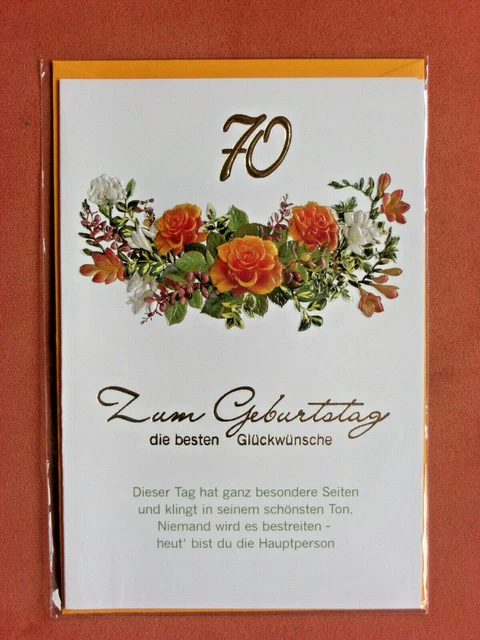 70
Zum Geburtstag
die besten Glückwünsche
Dieser Tag hat ganz besondere Seiten
und klingt in seinem schönsten Ton.
Niemand wird es bestreiten -
heut' bist du die Hauptperson